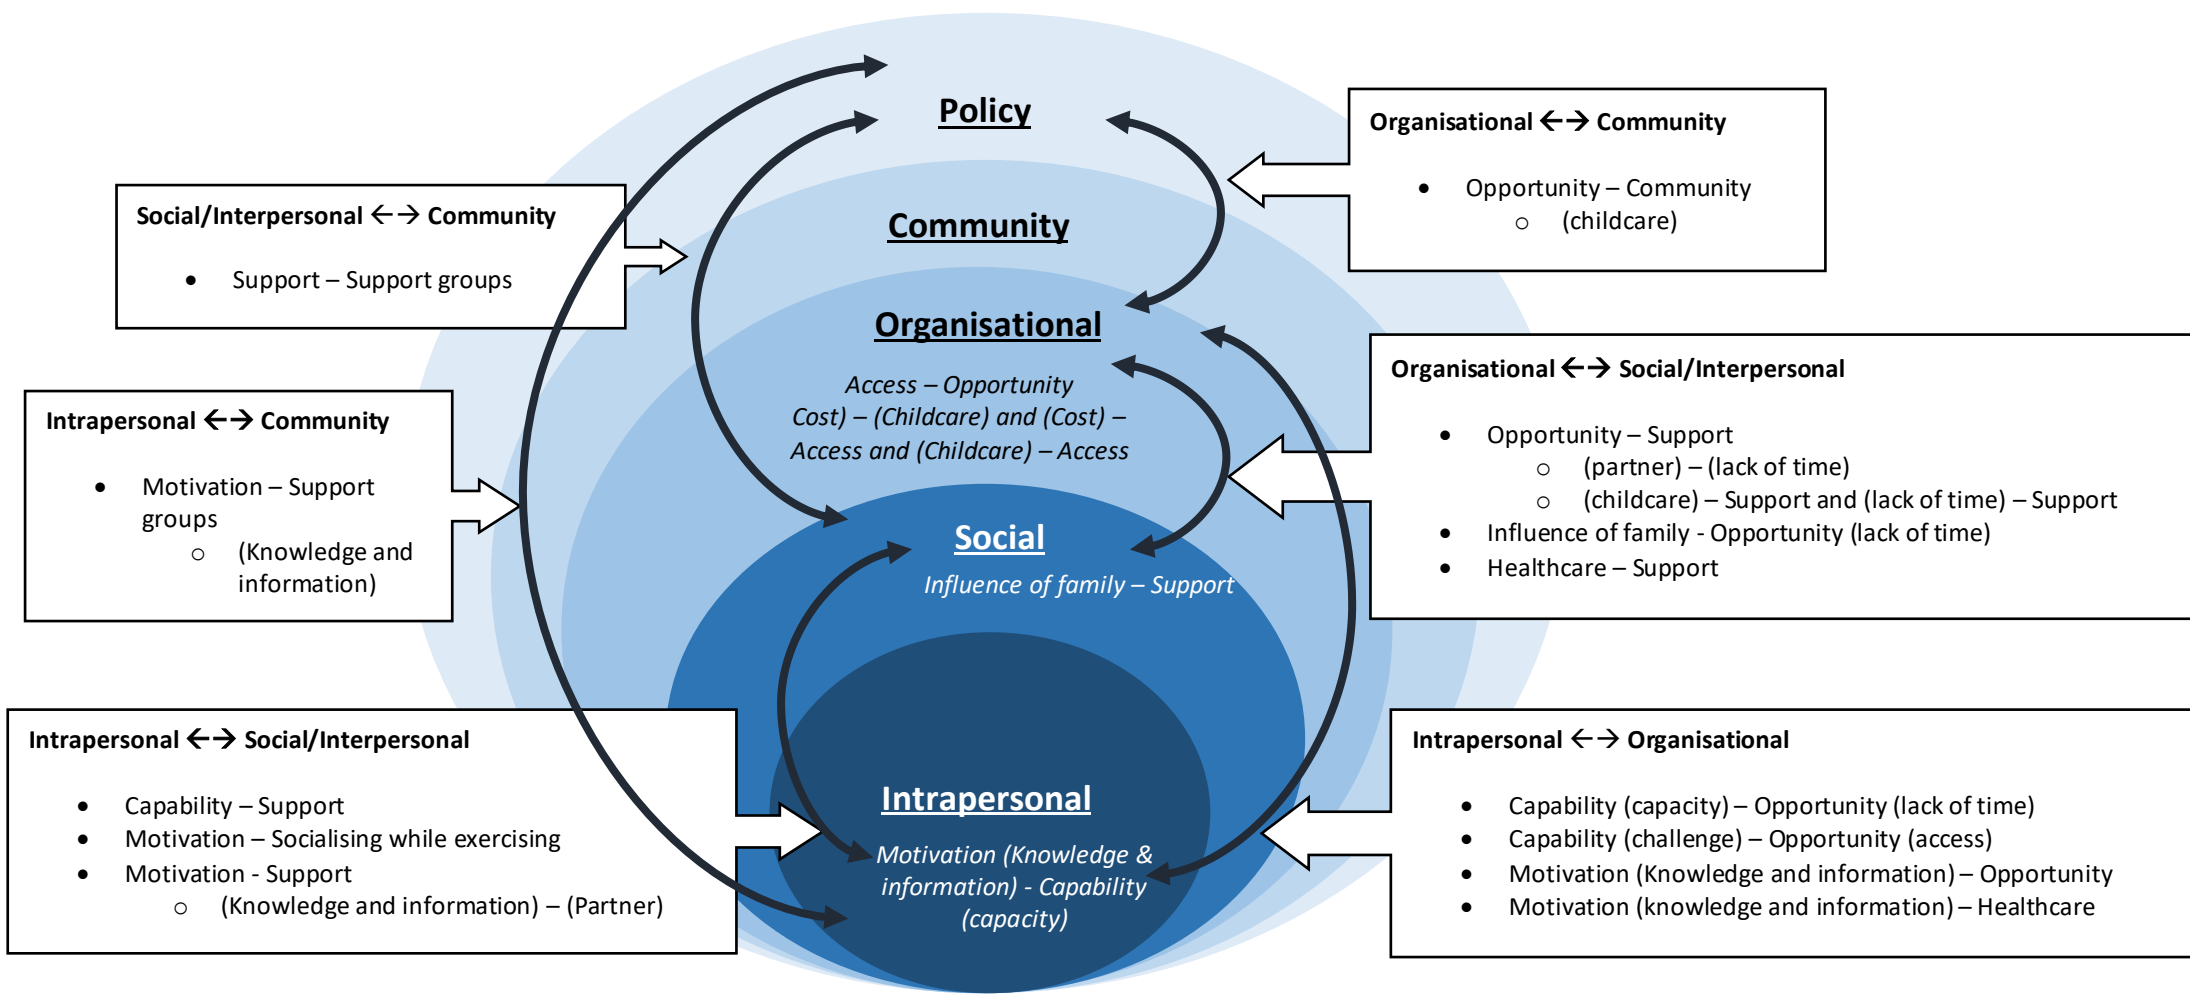 Policy
Community
Organisational
Access – Opportunity
Cost) – (Childcare) and (Cost) –
Access and (Childcare) – Access
Social
Influence of family – Support
Intrapersonal
Motivation (Knowledge &
information) - Capability
(capacity)
Social/Interpersonal ←→ Community
• Support – Support groups
Intrapersonal ←→ Community
• Motivation – Support
groups
o (Knowledge and
information)
Intrapersonal ←→ Social/Interpersonal
• Capability – Support
• Motivation – Socialising while exercising
• Motivation - Support
o (Knowledge and information) – (Partner)
Organisational ←→ Community
• Opportunity – Community
o (childcare)
Organisational ←→ Social/Interpersonal
• Opportunity – Support
o (partner) – (lack of time)
o (childcare) – Support and (lack of time) – Support
• Influence of family - Opportunity (lack of time)
• Healthcare – Support
Intrapersonal ←→ Organisational
• Capability (capacity) – Opportunity (lack of time)
• Capability (challenge) – Opportunity (access)
• Motivation (Knowledge and information) – Opportunity
• Motivation (knowledge and information) – Healthcare